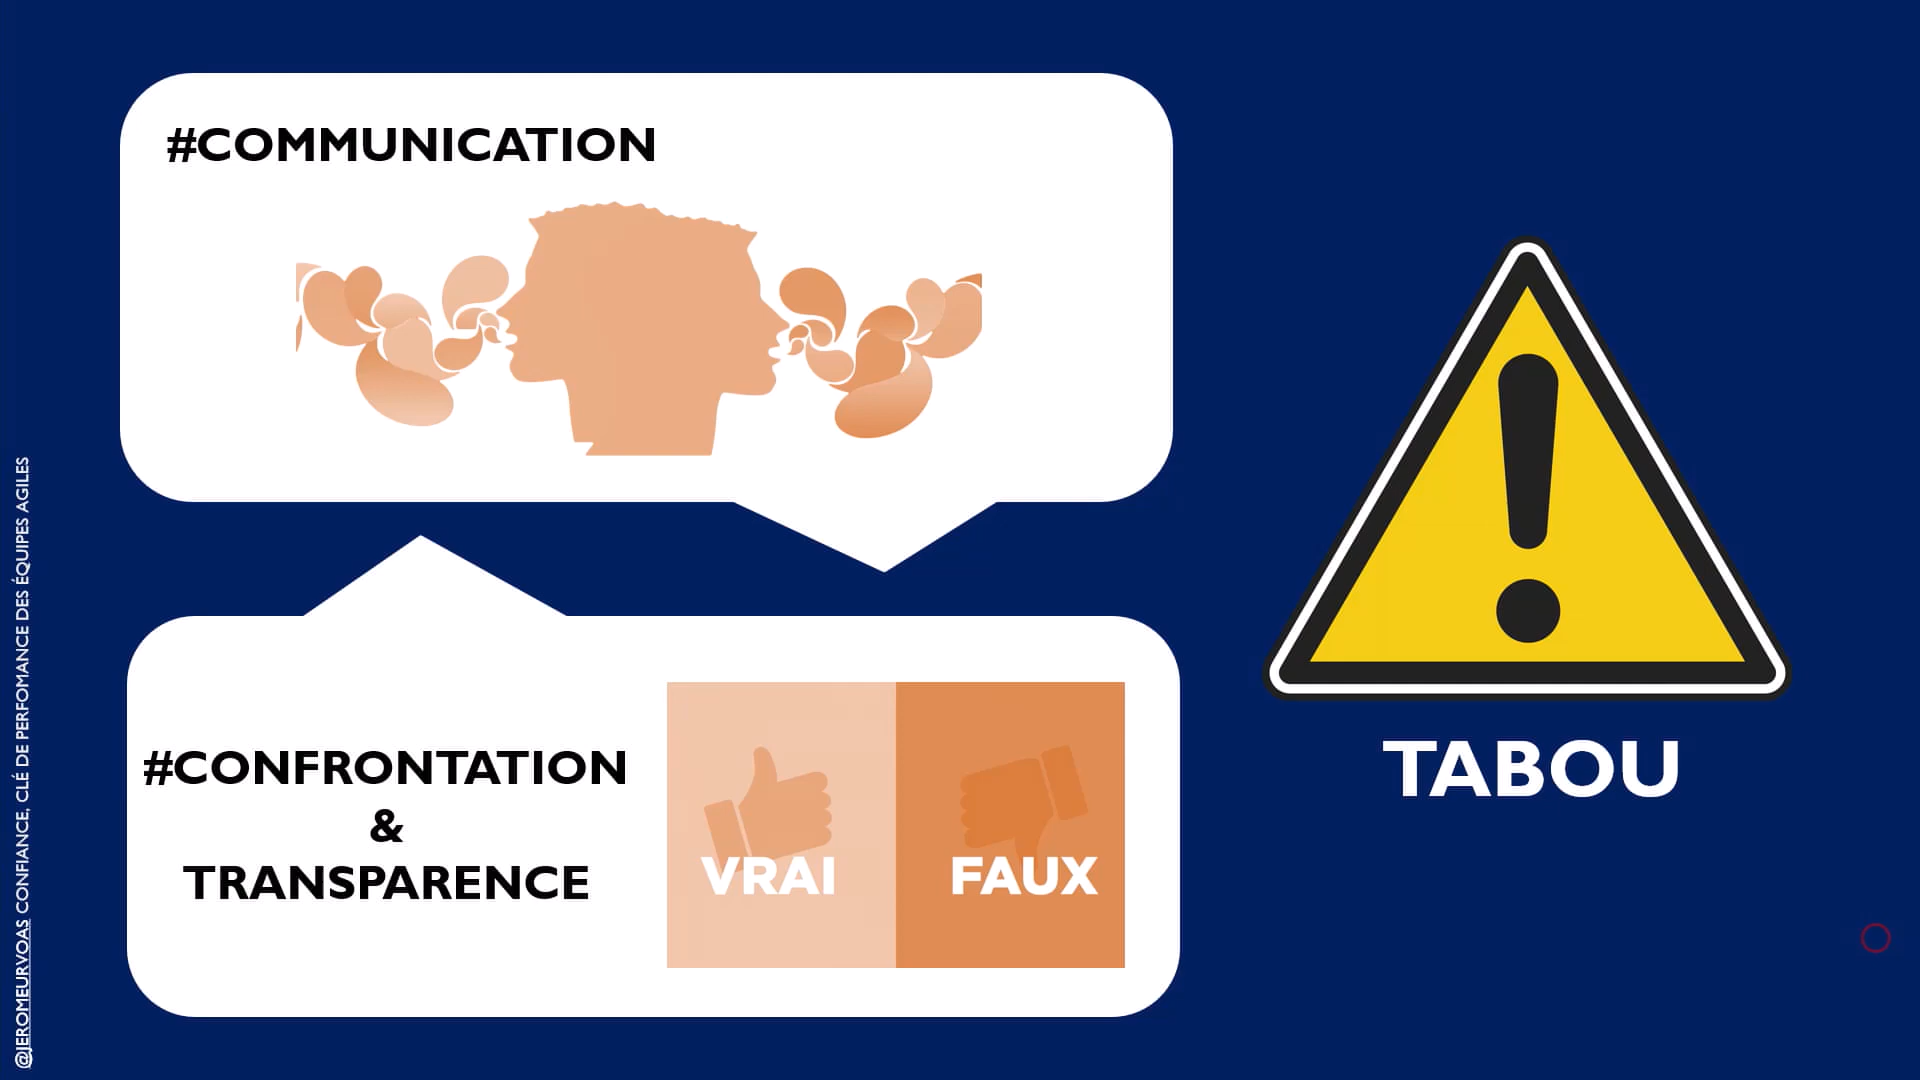 #COMMUNICATION
#CONFRONTATION
&
TRANSPARENCE
VRAI
FAUX
TABOU
@JEROMEURVOAS CONFIANCE, CLÉ DE PERFOMANCE DES ÉQUIPES AGILES